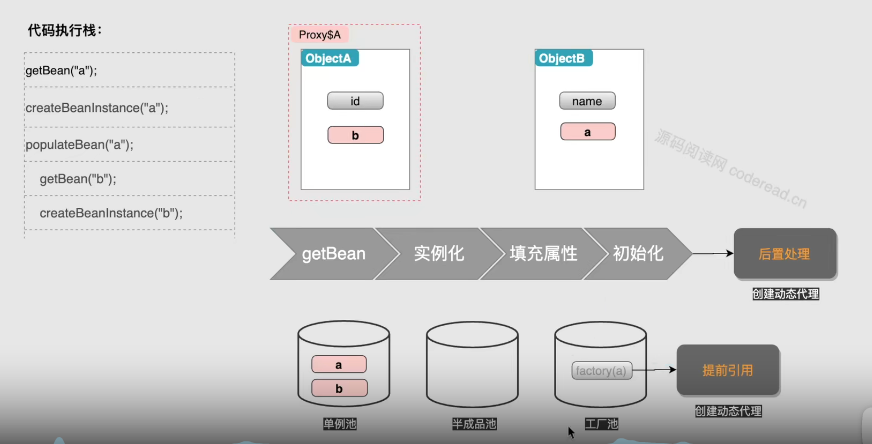 代码执行栈：
getBean("a");
createBeanInstance("a");
populateBean("a");
getBean("b");
createBeanInstance("b");
Proxy$A
ObjectA
id
b
ObjectB
name
a
源码阅读网 coderead.cn
getBean
实例化
填充属性
初始化
后置处理
创建动态代理
a
b
单例池
半成品池
factory(a)
工厂池
提前引用
创建动态代理